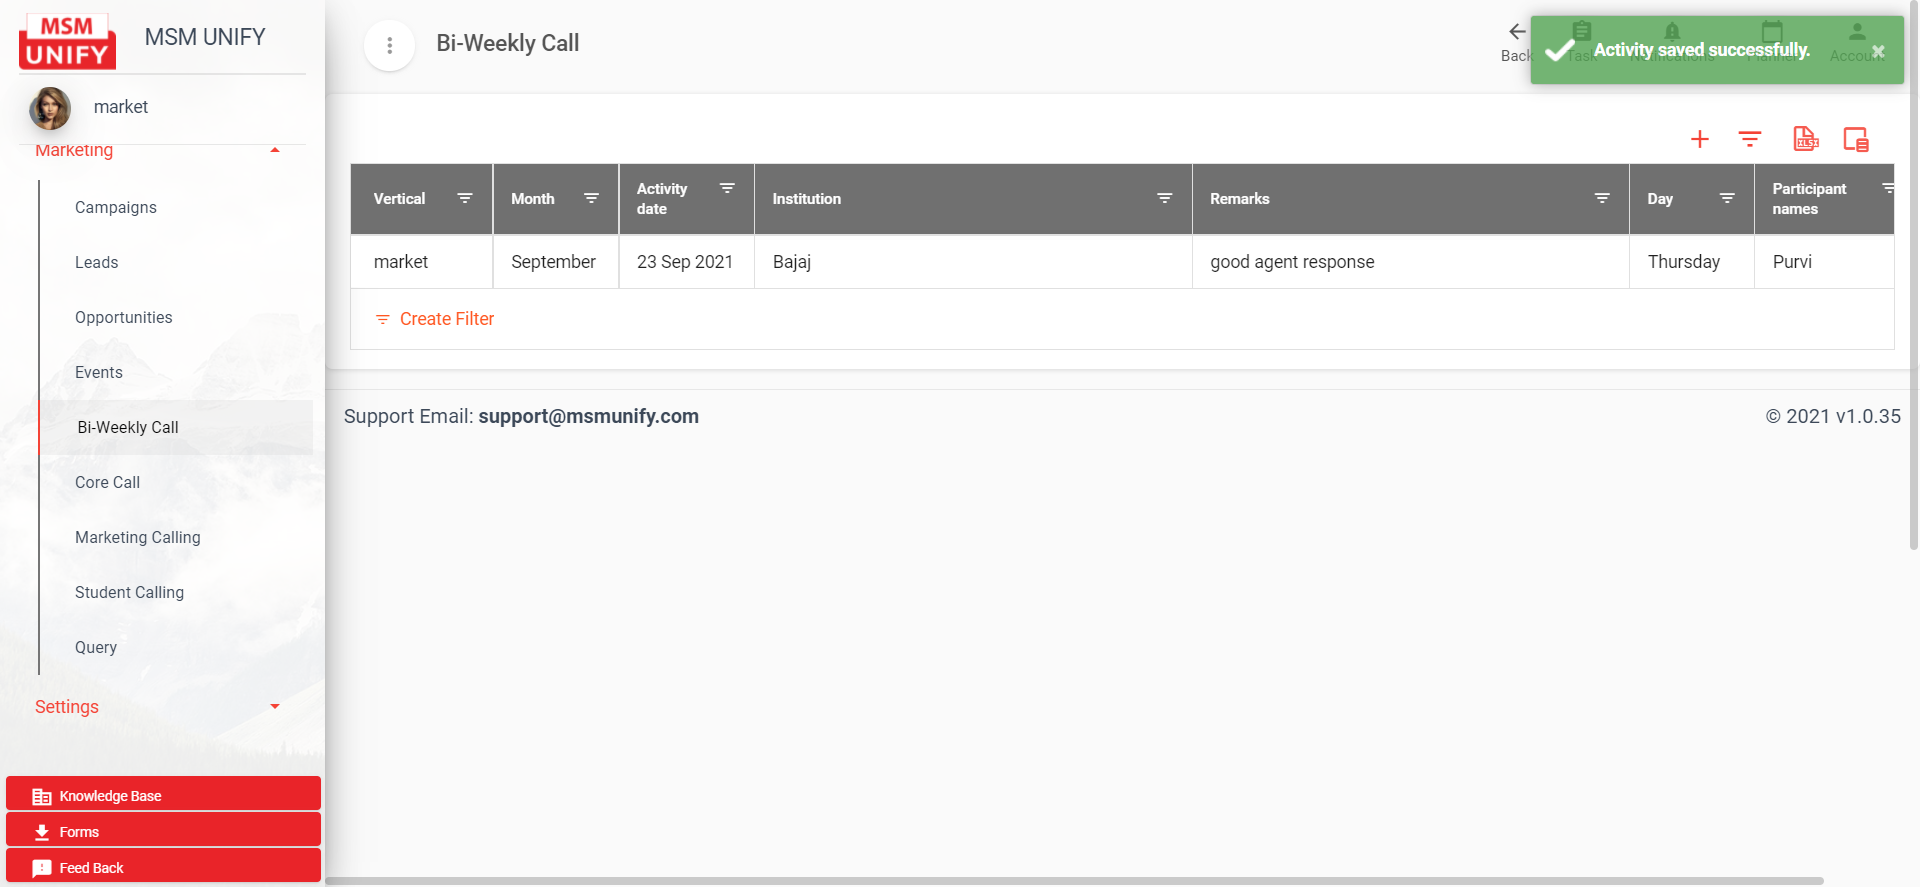 MSM
UNIFY
MSM UNIFY
market
Marketing
Campaigns
Leads
Opportunities
Events
Bi-Weekly Call
Core Call
Marketing Calling
Student Calling
Query
Settings
Knowledge Base
Forms
Feed Back
Bi-Weekly Call
Back Task Notifications Planner Account
Activity saved successfully.
XLSX
Vertical Month Activity date Institution Remarks Day Participant names
market September 23 Sep 2021 Bajaj good agent response Thursday Purvi
Create Filter
Support Email: support@msmunify.com
© 2021 v1.0.35